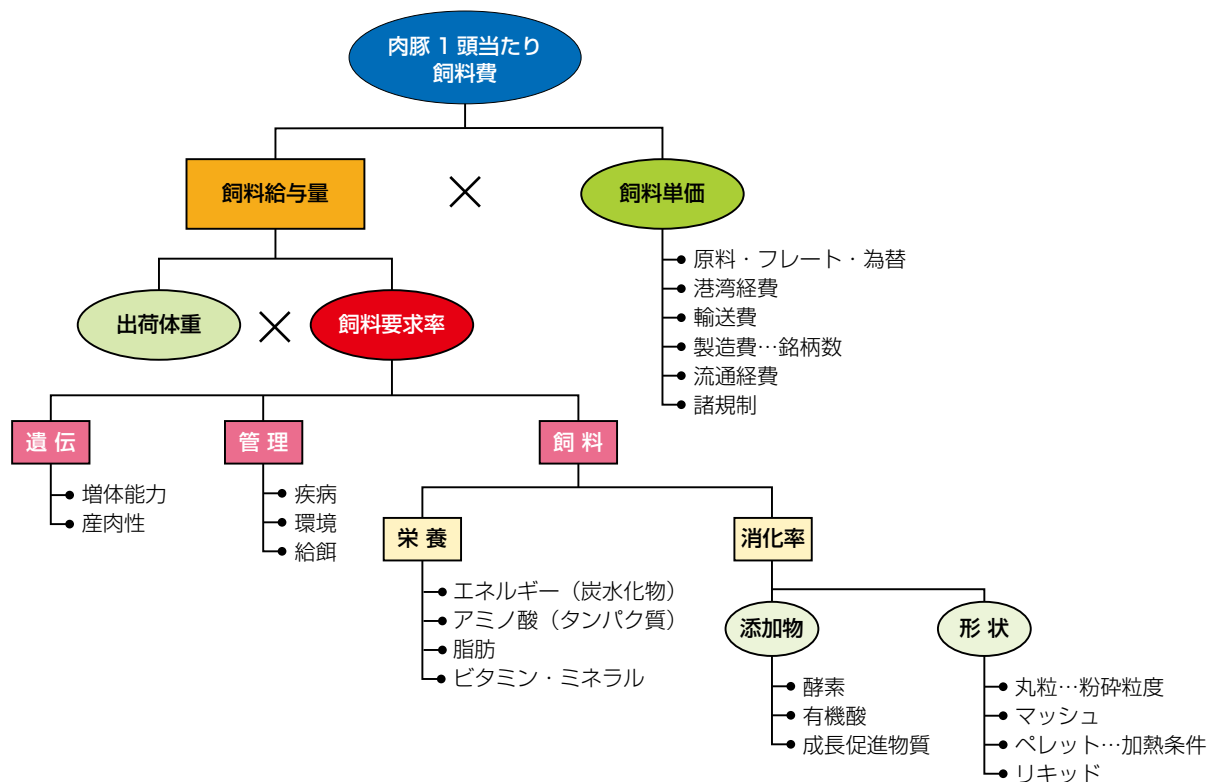 肉豚 1 頭当たり
飼料費
飼料給与量
×
飼料単価
原料・フレート・為替
港湾経費
輸送費
製造費…銘柄数
流通経費
諸規制
出荷体重
×
飼料要求率
遺 伝
増体能力
産肉性
管 理
疾病
環境
給餌
飼 料
栄 養
エネルギー（炭水化物）
アミノ酸（タンパク質）
脂肪
ビタミン・ミネラル
消化率
添加物
酵素
有機酸
成長促進物質
形 状
丸粒…粉砕粒度
マッシュ
ペレット…加熱条件
リキッド